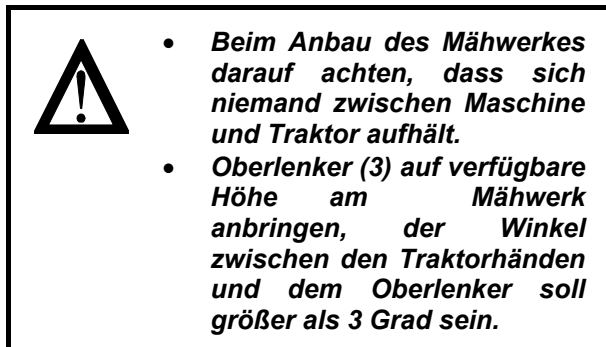 • Beim Anbau des Mähwerkes
darauf achten, dass sich
niemand zwischen Maschine
und Traktor aufhält.
• Oberlenker (3) auf verfügbare
Höhe am Mähwerk
anbringen, der Winkel
zwischen den Traktorhänden
und dem Oberlenker soll
größer als 3 Grad sein.